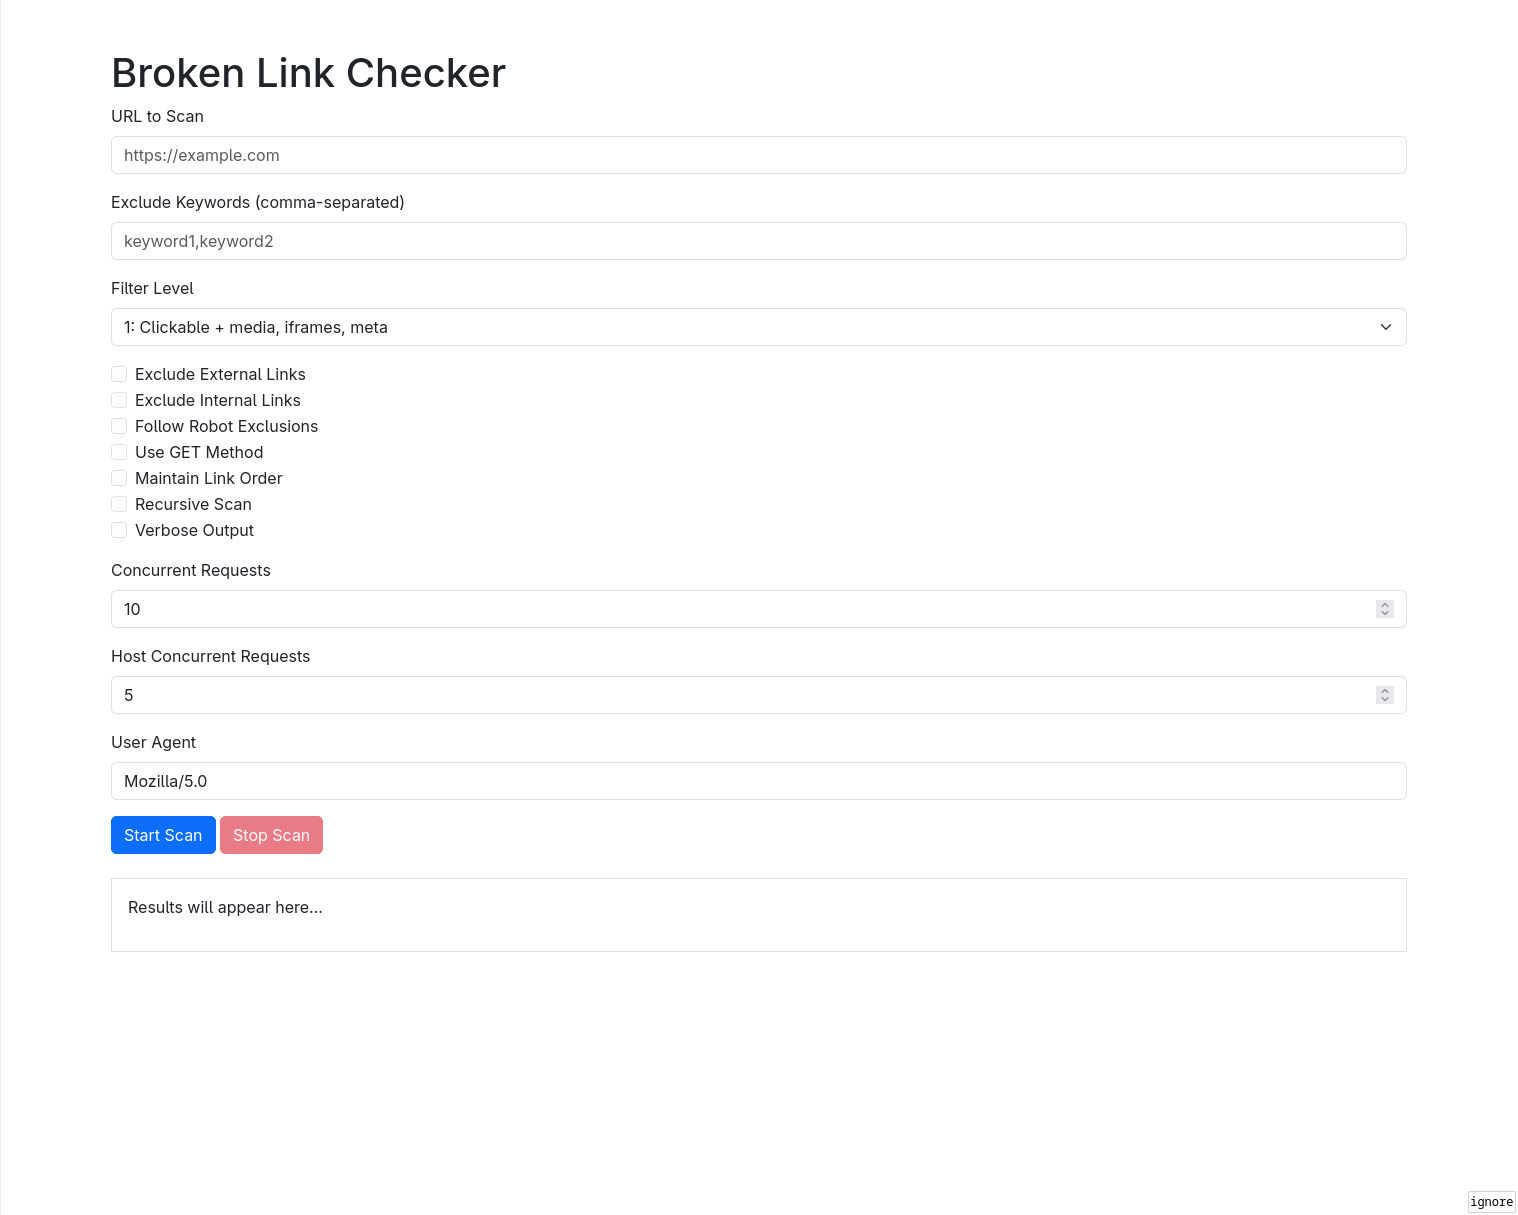 Broken Link Checker
URL to Scan
https://example.com
Exclude Keywords (comma-separated)
keyword1,keyword2
Filter Level
1: Clickable + media, iframes, meta
Exclude External Links
Exclude Internal Links
Follow Robot Exclusions
Use GET Method
Maintain Link Order
Recursive Scan
Verbose Output
Concurrent Requests
10
Host Concurrent Requests
5
User Agent
Mozilla/5.0
Start Scan Stop Scan
Results will appear here...
ignore